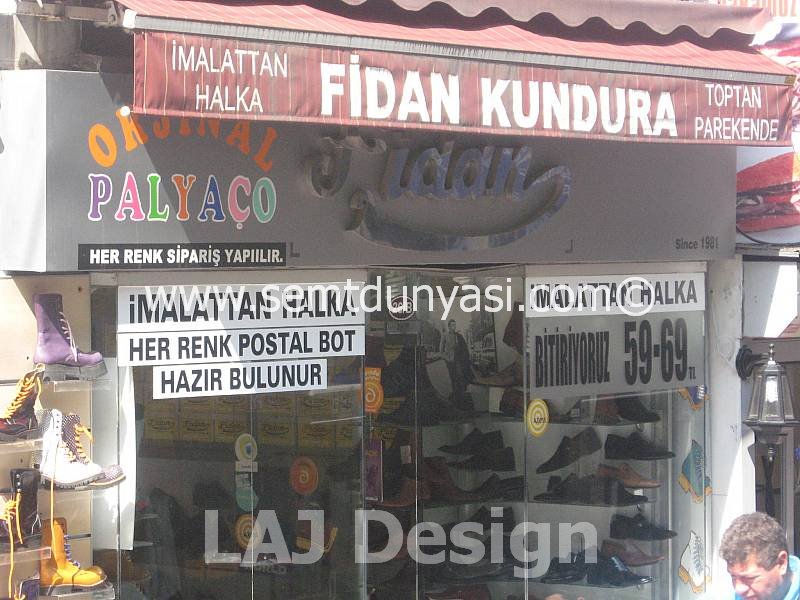 İMALATTAN
HALKA
FİDAN KUNDURA
TOPTAN
PAREKENDE
ORJİNAL
PALYAÇO
Fidan
HER RENK SİPARİŞ YAPIILIR.
Since 1981
www.semtdunyasi.com©
İMALATTAN HALKA
HER RENK POSTAL BOT
HAZIR BULUNUR
İMALATTAN HALKA
BİTİRİYORUZ 59-69 TL
LAJ Design